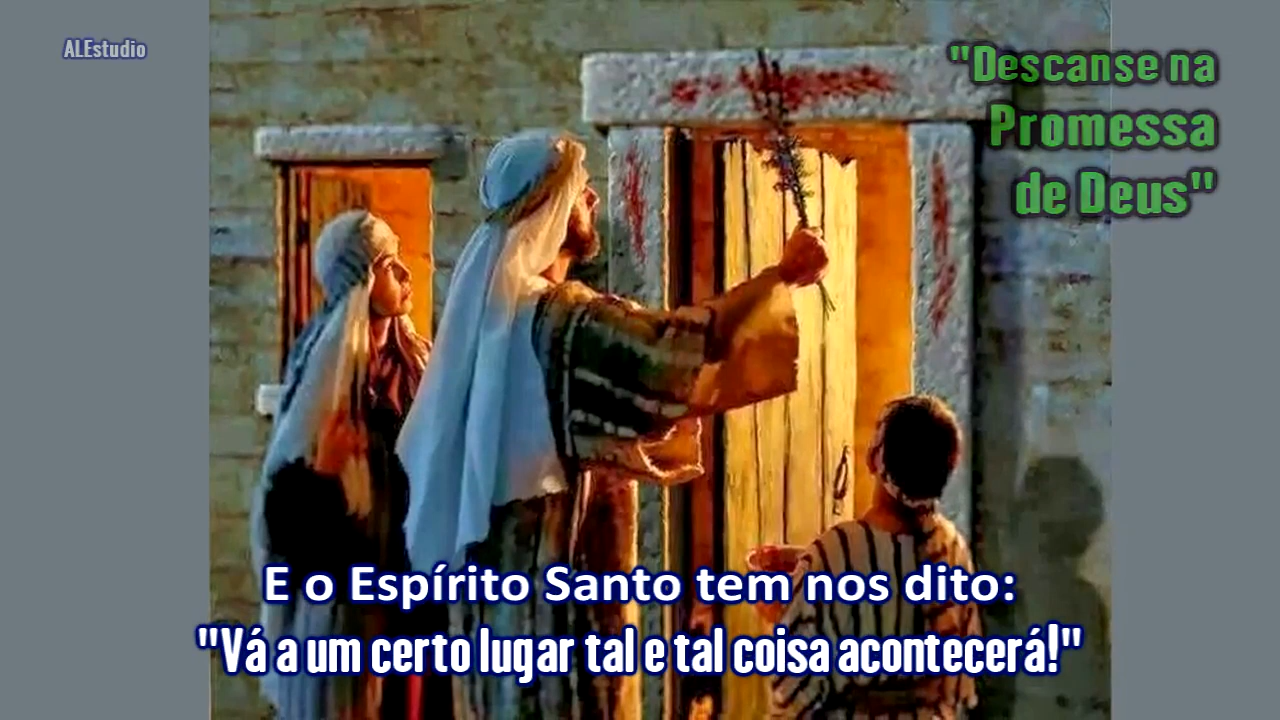 ALEstudio
"Descanse na
Promessa
de Deus"
E o Espírito Santo tem nos dito:
"Vá a um certo lugar tal e tal coisa acontecerá!"